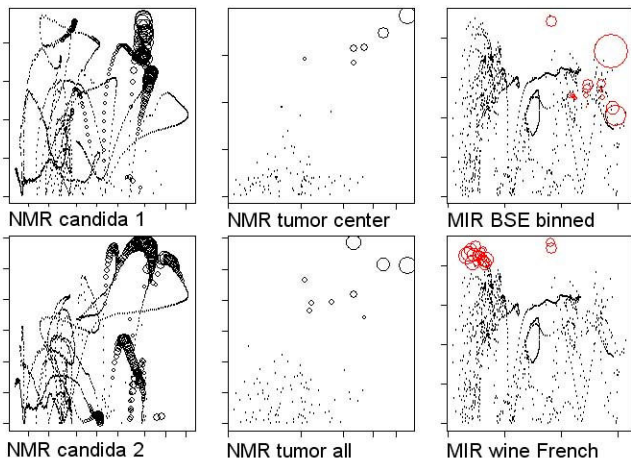 NMR candida 1
NMR tumor center
MIR BSE binned
NMR candida 2
NMR tumor all
MIR wine French